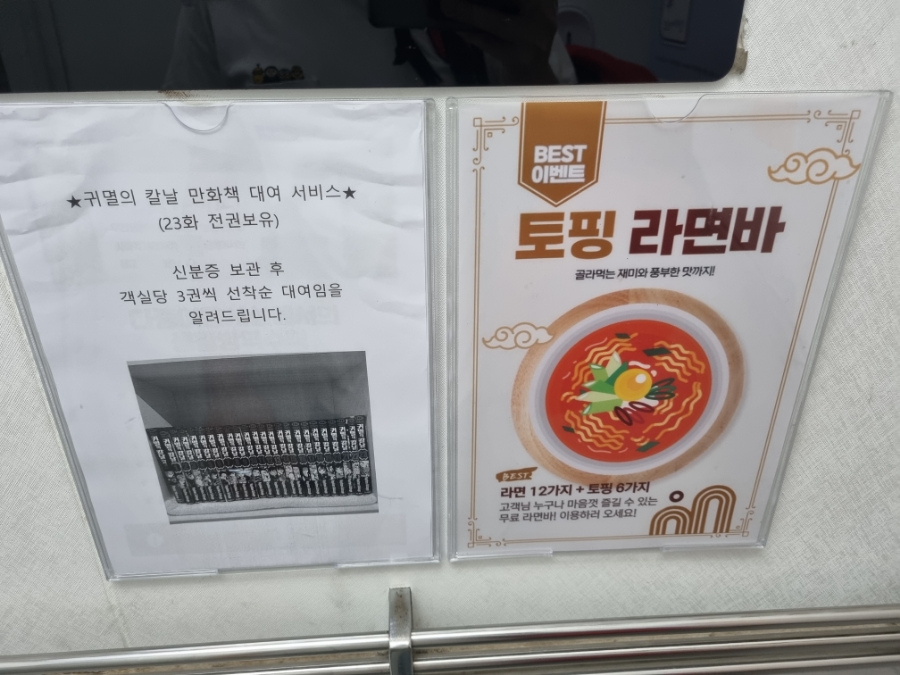 ★귀멸의 칼날 만화책 대여 서비스★
(23화 전권보유)
신분증 보관 후
객실당 3권씩 선착순 대여임을
알려드립니다.
BEST
이벤트
토핑 라면바
골라먹는 재미와 풍부한 맛까지!
BEST
라면 12가지 + 토핑 6가지
고객님 누구나 마음껏 즐길 수 있는
무료 라면바! 이용하러 오세요!